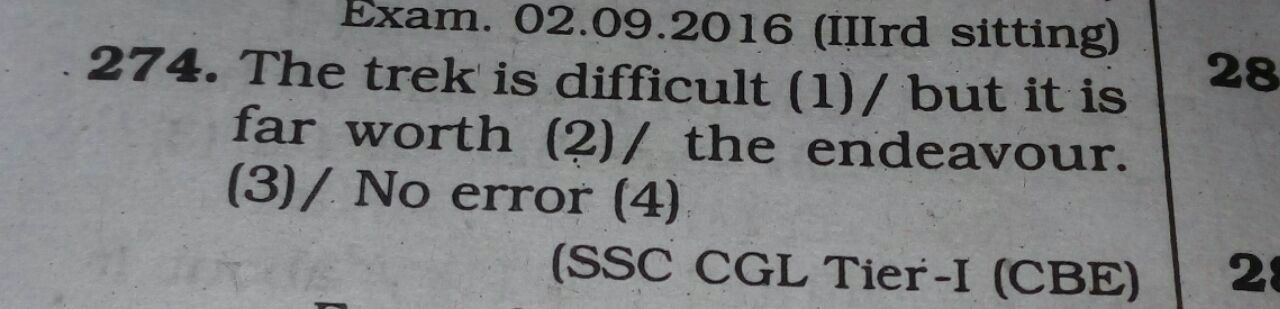 Exam. 02.09.2016 (IIIrd sitting)
274. The trek is difficult (1)/ but it is
far worth (2)/ the endeavour.
(3)/ No error (4)
(SSC CGL Tier-I (CBE)
28